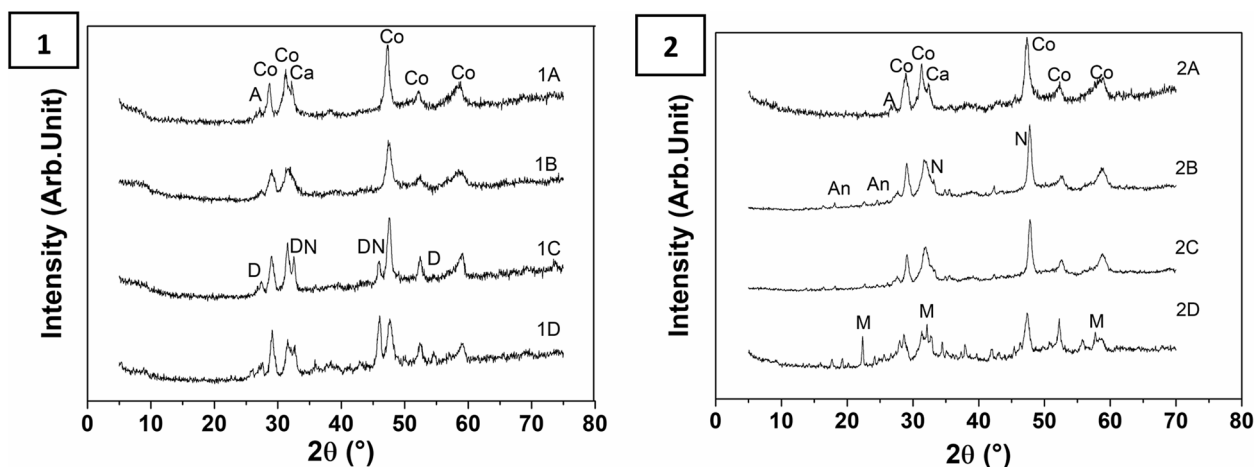 1
Co
Co
Co
Ca
A
Co
Co
1A
1B
DN
DN
D
D
1C
1D
Intensity (Arb.Unit)
0 10 20 30 40 50 60 70 80
2θ (°)
2
Co
Co
Co
Ca
A
Co
Co
2A
N
N
An
An
2B
2C
M
M
M
2D
Intensity (Arb.Unit)
0 10 20 30 40 50 60 70 80
2θ (°)